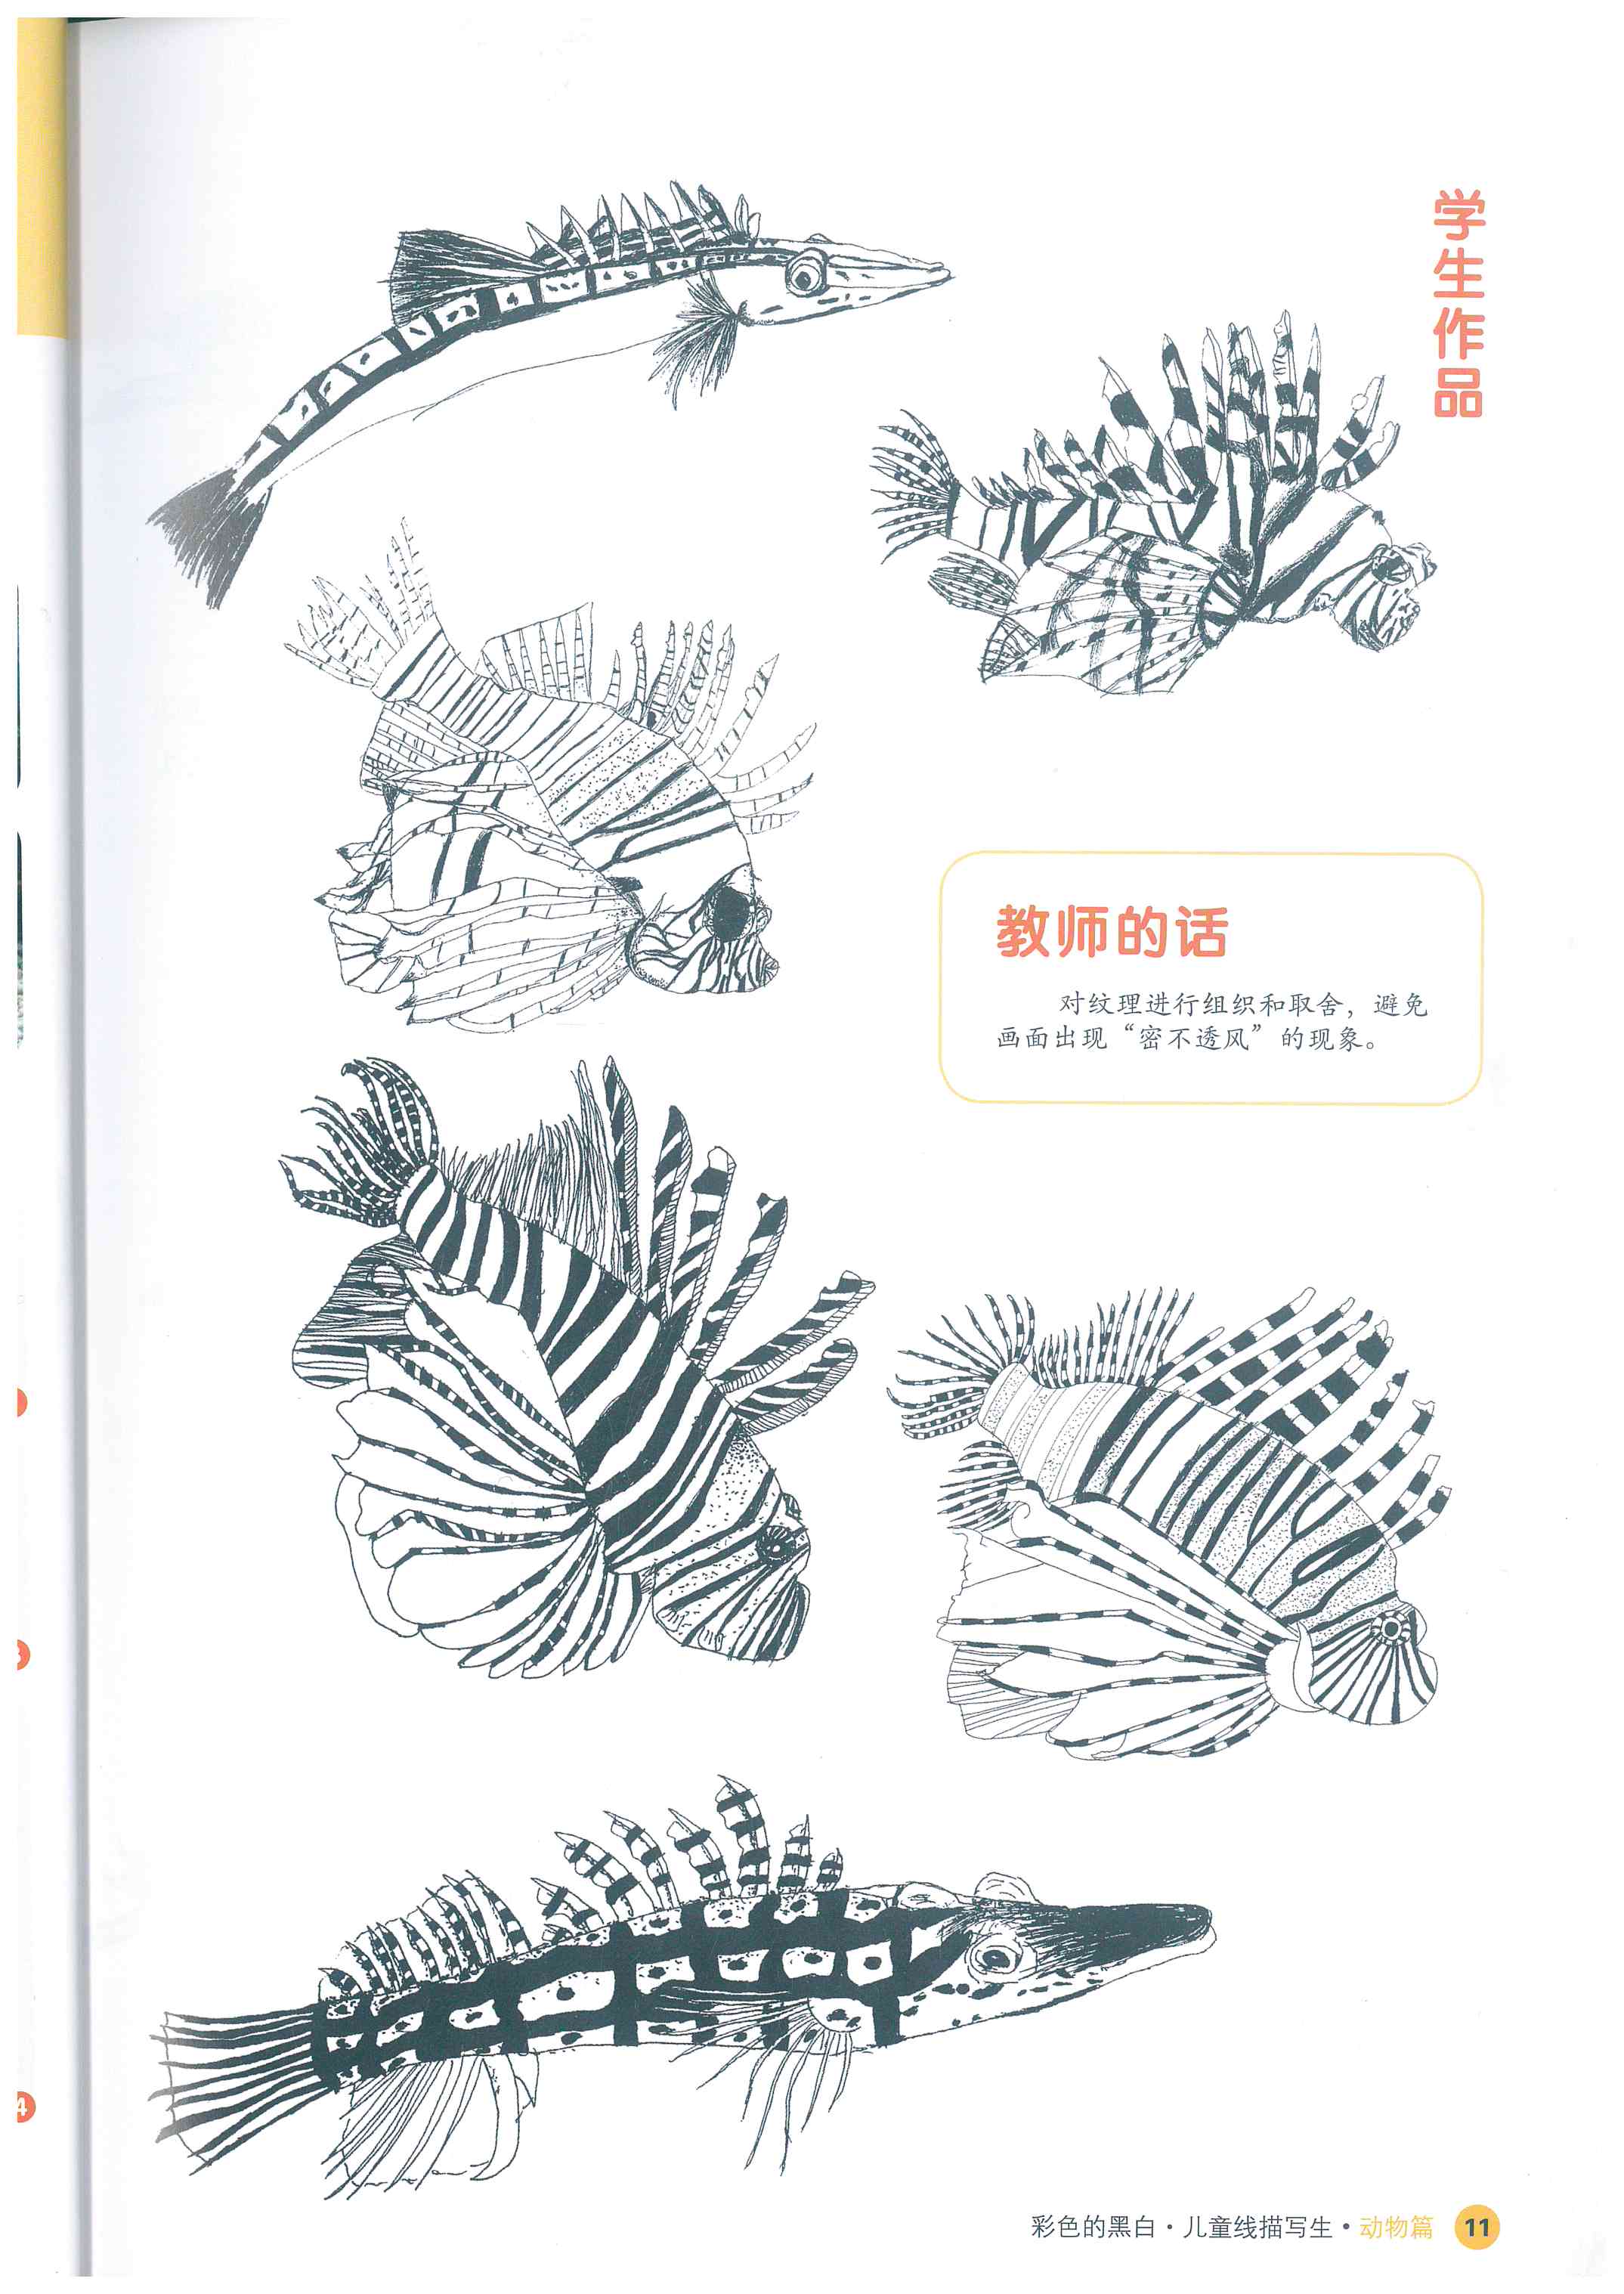 学生作品
教师的话
对纹理进行组织和取舍，避免
画面出现“密不透风”的现象。
彩色的黑白·儿童线描写生·动物篇 11
4